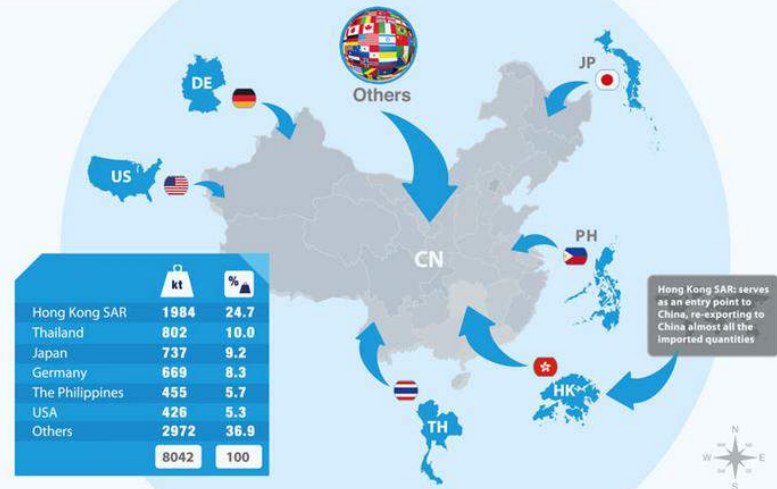 Others
JP
DE
US
CN
PH
kt
%
Hong Kong SAR 1984 24.7
Thailand 802 10.0
Japan 737 9.2
Germany 669 8.3
The Philippines 455 5.7
USA 426 5.3
Others 2972 36.9
8042 100
Hong Kong SAR: serves
as an entry point to
China, re-exporting to
China almost all the
imported quantities
HK
TH
N
W E
S